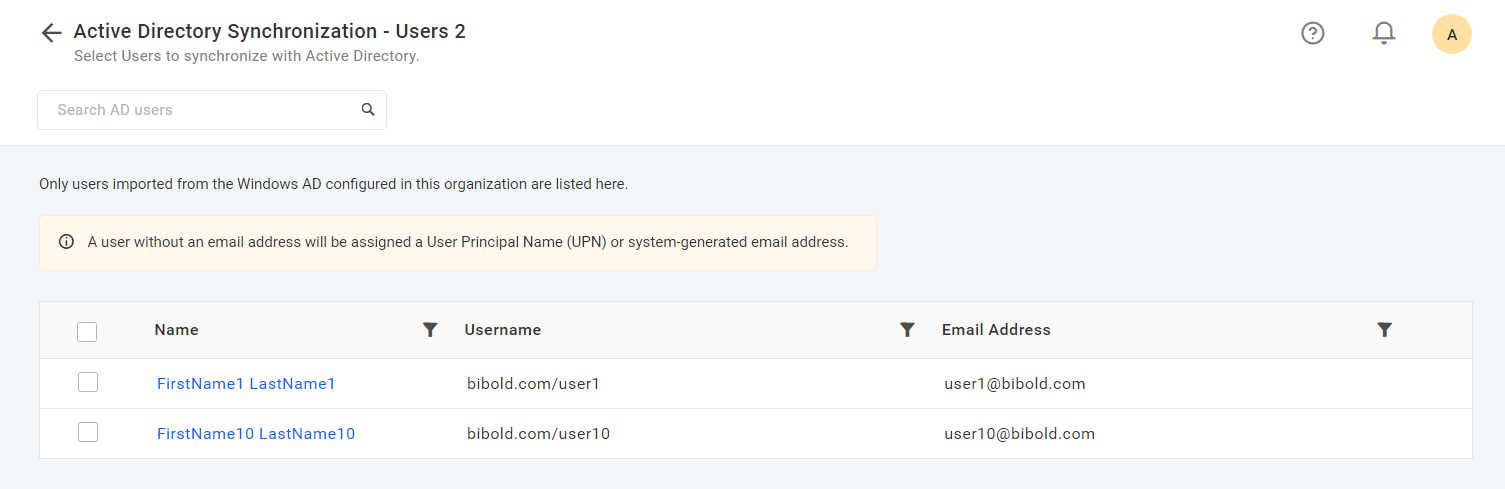 Active Directory Synchronization - Users 2
Select Users to synchronize with Active Directory.
A
Search AD users
Only users imported from the Windows AD configured in this organization are listed here.
A user without an email address will be assigned a User Principal Name (UPN) or system-generated email address.
Name Username Email Address
FirstName1 LastName1 bibold.com/user1 user1@bibold.com
FirstName10 LastName10 bibold.com/user10 user10@bibold.com